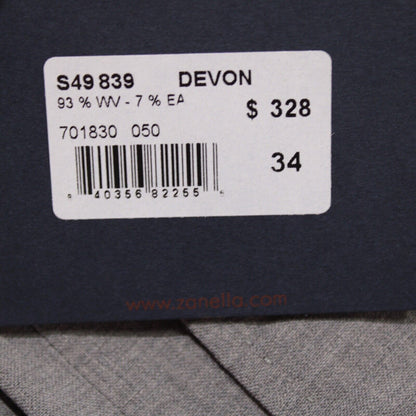 S49 839 DEVON
93 % WV - 7 % EA
$ 328
701830 050
34
40356 82255
www.zanella.com